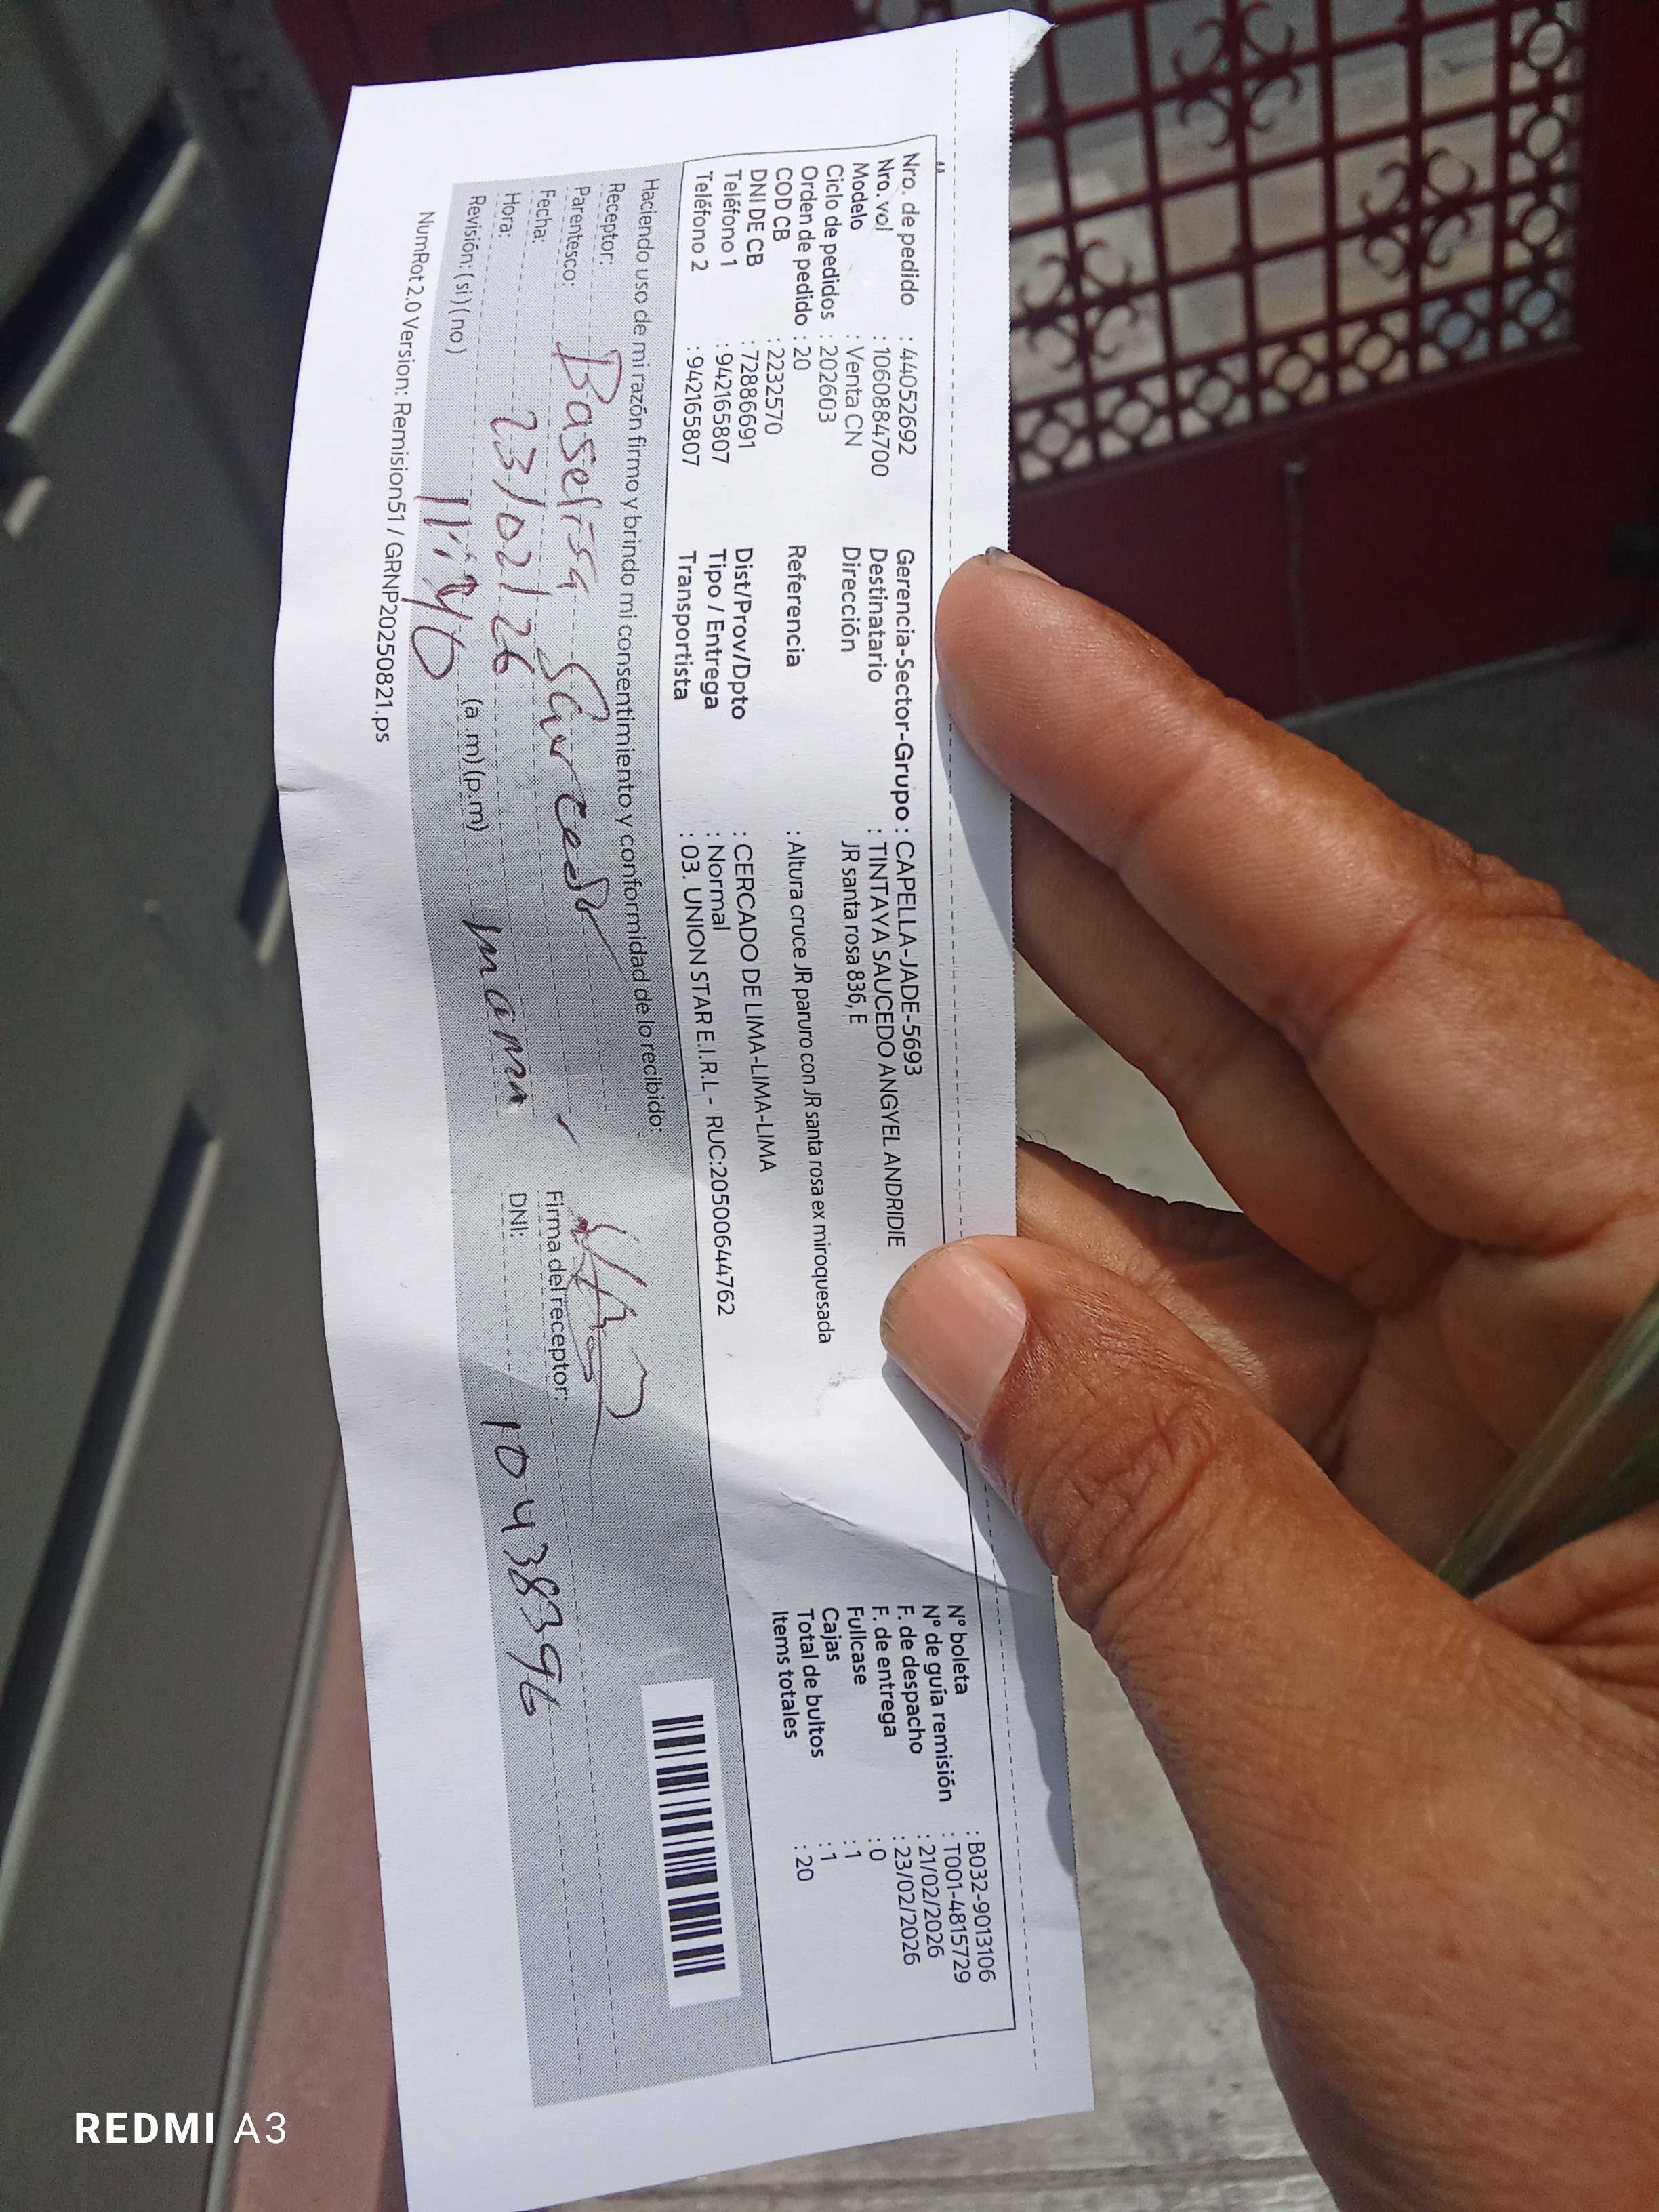 Nro. de pedido : 44052692
Nro. vol : 1060884700
Modelo : Venta CN
Ciclo de pedidos : 202603
Orden de pedido : 20
COD CB : 2232570
DNI DE CB : 72886691
Teléfono 1 : 942165807
Teléfono 2 : 942165807
Gerencia-Sector-Grupo : CAPELLA-JADE-5693
Destinatario : TINTAYA SAUCEDO ANGYEL ANDRIDIE
Dirección JR santa rosa 836, E
Referencia : Altura cruce JR paruro con JR santa rosa ex miroquesada
Dist/Prov/Dpto : CERCADO DE LIMA-LIMA-LIMA
Tipo / Entrega : Normal
Transportista : 03. UNION STAR E.I.R.L - RUC:20500644762
N° boleta : B032-9013106
N° de guía remisión : T001-4815729
F. de despacho : 21/02/2026
F. de entrega : 23/02/2026
Fullcase : 0
Cajas : 1
Total de bultos : 1
Items totales : 20
Haciendo uso de mi razón firmo y brindo mi consentimiento y conformidad de lo recibido:
Receptor:
Parentesco:
Fecha: 23/02/26
Hora: 11:40 (a .m) (p.m)
Revisión: ( si ) ( no )
Firma del receptor:
DNI: 10438396
NumRot 2.0 Version: Remision51 / GRNP20250821.ps
REDMI A3